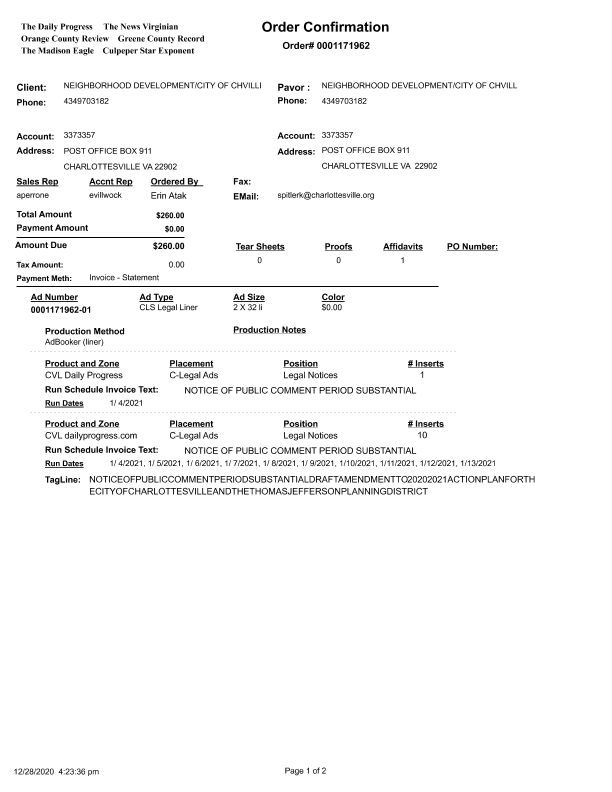 The Daily Progress The News Virginian
Orange County Review Greene County Record
The Madison Eagle Culpeper Star Exponent
Order Confirmation
Order# 0001171962
Client: NEIGHBORHOOD DEVELOPMENT/CITY OF CHVILLI
Payor : NEIGHBORHOOD DEVELOPMENT/CITY OF CHVILL
Phone: 4349703182
Phone: 4349703182
Account: 3373357
Account: 3373357
Address: POST OFFICE BOX 911
Address: POST OFFICE BOX 911
CHARLOTTESVILLE VA 22902
CHARLOTTESVILLE VA 22902
Sales Rep Accnt Rep Ordered By Fax:
aperrone evillwock Erin Atak EMail: spitlerk@charlottesville.org
Total Amount $260.00
Payment Amount $0.00
Amount Due $260.00 Tear Sheets Proofs Affidavits PO Number:
Tax Amount: 0.00 0 0 1
Payment Meth: Invoice - Statement
Ad Number Ad Type Ad Size Color
0001171962-01 CLS Legal Liner 2 X 32 li $0.00
Production Method Production Notes
AdBooker (liner)
Product and Zone Placement Position # Inserts
CVL Daily Progress C-Legal Ads Legal Notices 1
Run Schedule Invoice Text: NOTICE OF PUBLIC COMMENT PERIOD SUBSTANTIAL
Run Dates 1/ 4/2021
Product and Zone Placement Position # Inserts
CVL dailyprogress.com C-Legal Ads Legal Notices 10
Run Schedule Invoice Text: NOTICE OF PUBLIC COMMENT PERIOD SUBSTANTIAL
Run Dates 1/ 4/2021, 1/ 5/2021, 1/ 6/2021, 1/ 7/2021, 1/ 8/2021, 1/ 9/2021, 1/10/2021, 1/11/2021, 1/12/2021, 1/13/2021
TagLine: NOTICEOFPUBLICCOMMENTPERIODSUBSTANTIALDRAFTAMENDMENTTO20202021ACTIONPLANFORTH
ECITYOFCHARLOTTESVILLEANDTHETHOMASJEFFERSONPLANNINGDISTRICT
12/28/2020 4:23:36 pm
Page 1 of 2